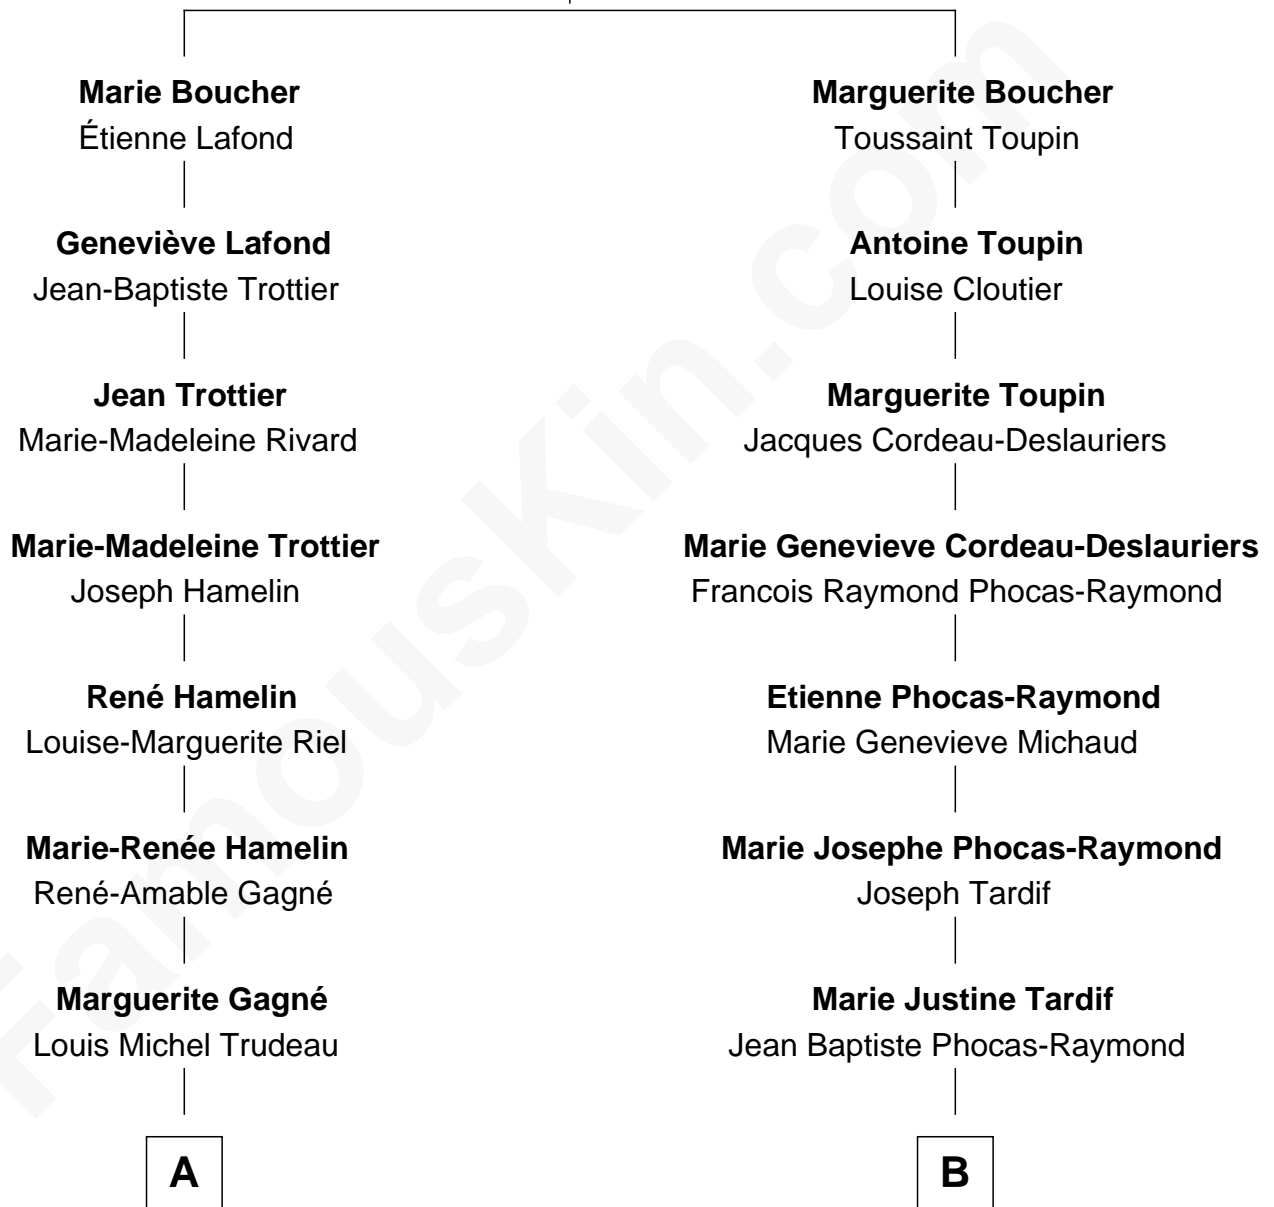 Marie Boucher
Étienne Lafond
Geneviève Lafond
Jean-Baptiste Trottier
Jean Trottier
Marie-Madeleine Rivard
Marie-Madeleine Trottier
Joseph Hamelin
René Hamelin
Louise-Marguerite Riel
Marie-Renée Hamelin
René-Amable Gagné
Marguerite Gagné
Louis Michel Trudeau
A
Marguerite Boucher
Toussaint Toupin
Antoine Toupin
Louise Cloutier
Marguerite Toupin
Jacques Cordeau-Deslauriers
Marie Genevieve Cordeau-Deslauriers
Francois Raymond Phocas-Raymond
Etienne Phocas-Raymond
Marie Genevieve Michaud
Marie Josephe Phocas-Raymond
Joseph Tardif
Marie Justine Tardif
Jean Baptiste Phocas-Raymond
B
FamousKin.com